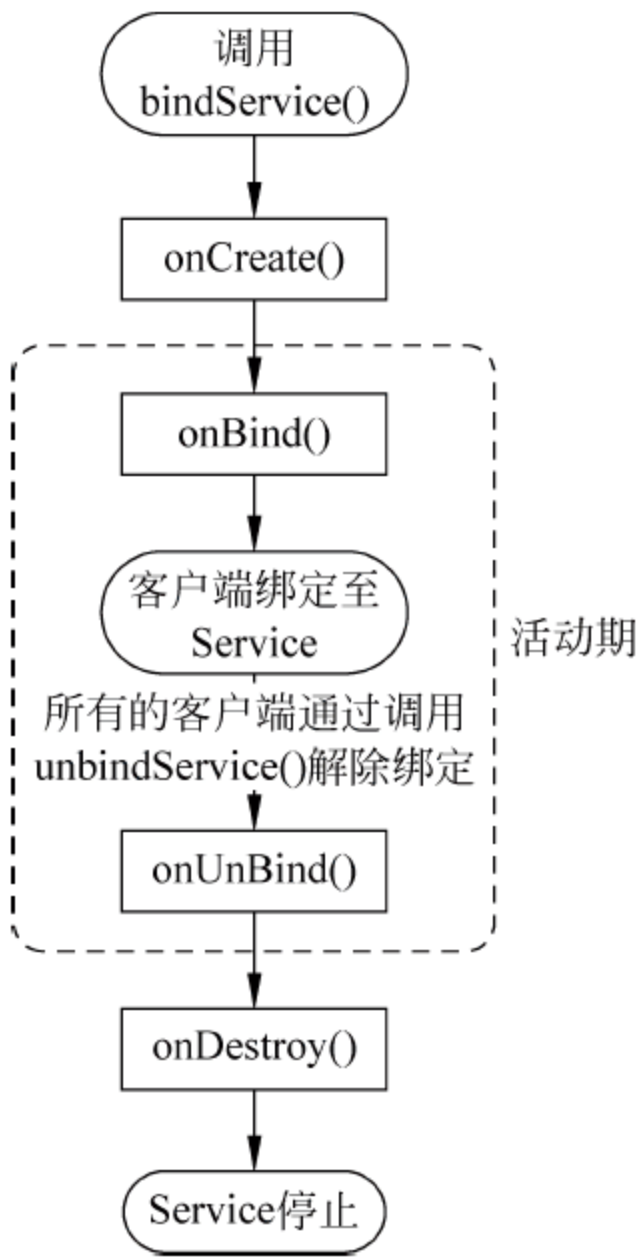 调用
bindService()
onCreate()
onBind()
客户端绑定至
Service
活动期
所有的客户端通过调用
unbindService()解除绑定
onUnBind()
onDestroy()
Service停止